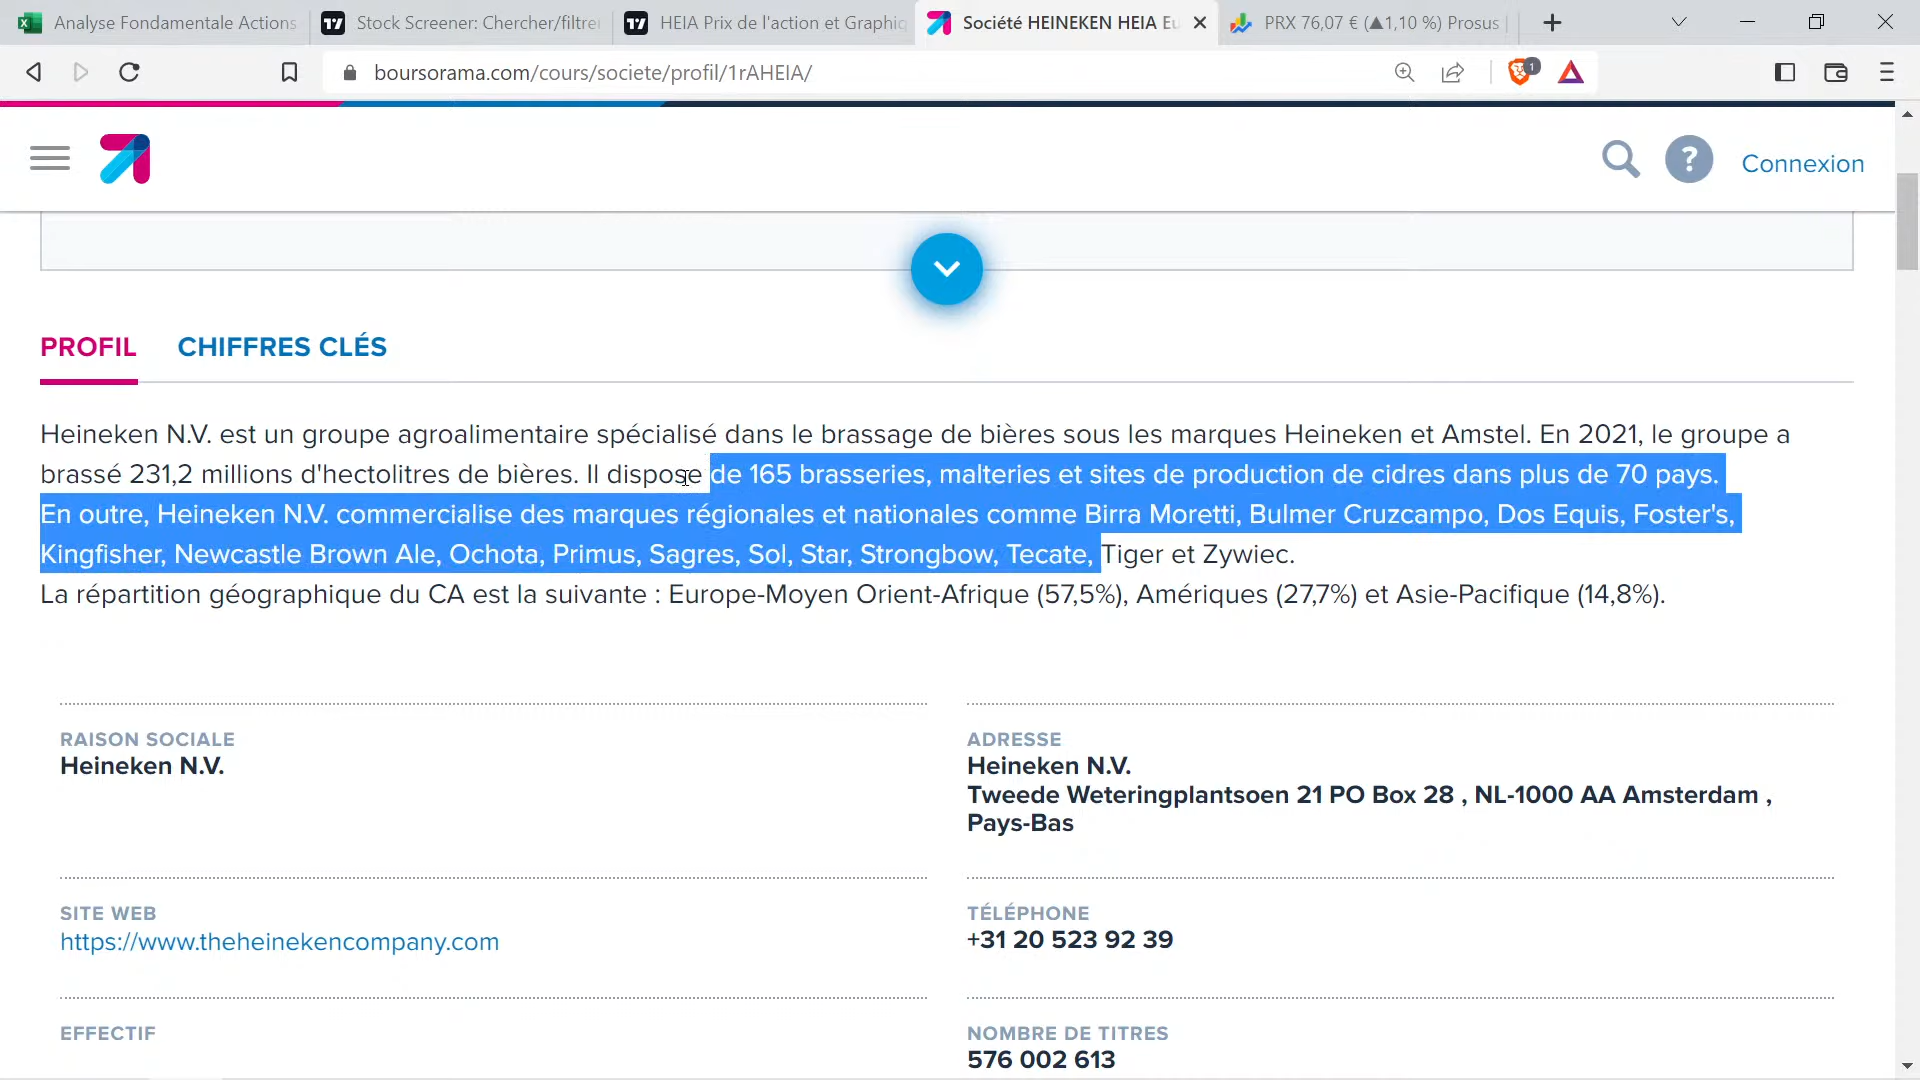 Analyse Fondamentale Actions
Stock Screener: Chercher/filtrer
HEIA Prix de l'action et Graphiq
Société HEINEKEN HEIA Eu
PRX 76,07 € (▲1,10 %) Prosus |
boursorama.com/cours/societe/profil/1rAHEIA/
1
?
Connexion
PROFIL
CHIFFRES CLÉS
Heineken N.V. est un groupe agroalimentaire spécialisé dans le brassage de bières sous les marques Heineken et Amstel. En 2021, le groupe a
brassé 231,2 millions d'hectolitres de bières. Il dispose de 165 brasseries, malteries et sites de production de cidres dans plus de 70 pays.
En outre, Heineken N.V. commercialise des marques régionales et nationales comme Birra Moretti, Bulmer Cruzcampo, Dos Equis, Foster's,
Kingfisher, Newcastle Brown Ale, Ochota, Primus, Sagres, Sol, Star, Strongbow, Tecate, Tiger et Zywiec.
La répartition géographique du CA est la suivante : Europe-Moyen Orient-Afrique (57,5%), Amériques (27,7%) et Asie-Pacifique (14,8%).
RAISON SOCIALE
Heineken N.V.
ADRESSE
Heineken N.V.
Tweede Weteringplantsoen 21 PO Box 28 , NL-1000 AA Amsterdam ,
Pays-Bas
SITE WEB
https://www.theheinekencompany.com
TÉLÉPHONE
+31 20 523 92 39
EFFECTIF
NOMBRE DE TITRES
576 002 613